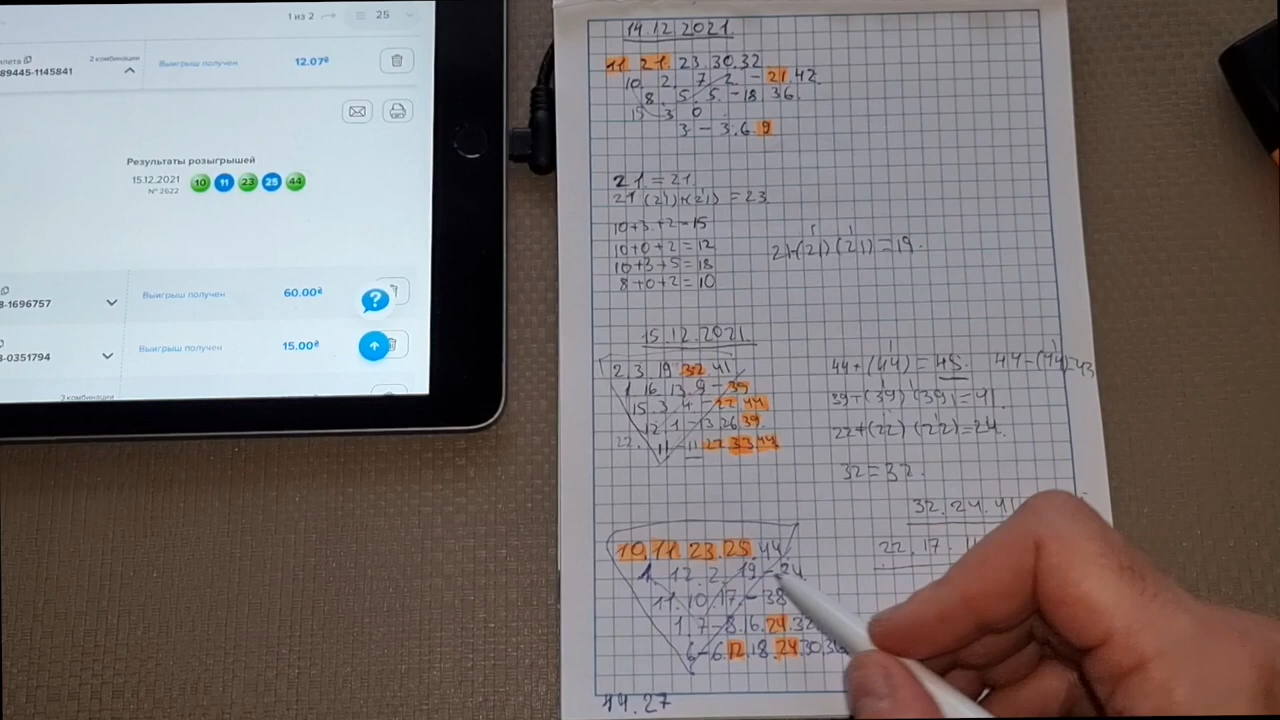 1 из 2 25
2 комбинации
89445-1145841
Выигрыш получен 12.07₴
Результаты розыгрышей
15.12.2021 10 11 23 25 44
№ 2622
-1696757 Выигрыш получен 60.00₴
?
8-0351794 Выигрыш получен 15.00₴
14.12 2021
11 21. 23. 30. 32
10. 2. 7 2 - 21. 42
8. 5. 5. - 18 36.
15 3 0
3 - 3. 6. 9
21 = 21.
21 (21)+(21) = 23
10+3+2=15
10+0+2=12
10+3+5=18
8+0+2=10
21-(21)(21)=19.
15.12.2021.
2 3 19 32 41
1 16. 13. 9 - 39
15. 3 4 - 22 44
12 1 - 13 26 39
22. 11 - 11 22 33 44
44+(44) = 45. 44-(44)=43
39+(39)(39)=41.
22+(22)(22)=24.
32=32.
32. 24. 41
22. 17.
10. 11 23. 25. 44.
1. 12. 2. 19 - 24.
11. 10. 17. - 38
1. 7 - 8. 16. 24. 32
6 - 6. 12. 18. 24. 30. 36
44. 27